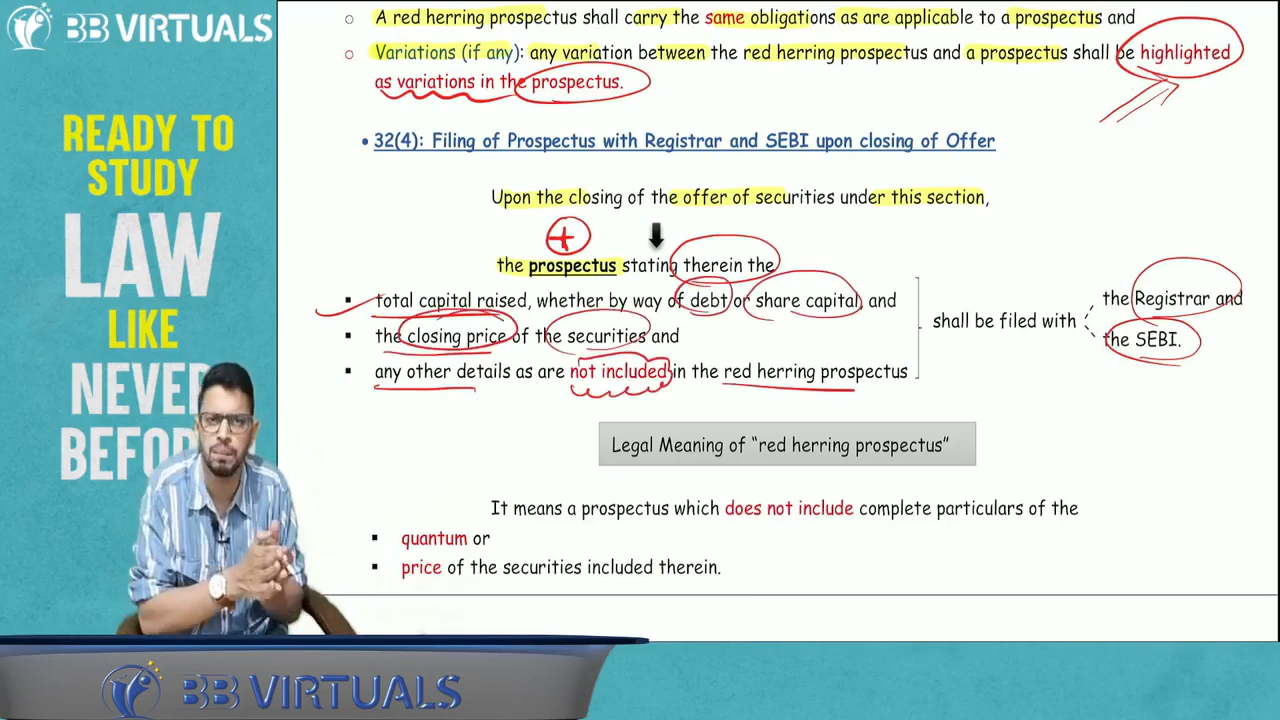 BB VIRTUALS
READY TO
STUDY
LAW
LIKE
NEVER
BEFO
○ A red herring prospectus shall carry the same obligations as are applicable to a prospectus and
○ Variations (if any): any variation between the red herring prospectus and a prospectus shall be highlighted
as variations in the prospectus.
• 32(4): Filing of Prospectus with Registrar and SEBI upon closing of Offer
Upon the closing of the offer of securities under this section,
+
the prospectus stating therein the
▪ total capital raised, whether by way of debt or share capital, and
▪ the closing price of the securities and
▪ any other details as are not included in the red herring prospectus
shall be filed with
the Registrar and
the SEBI.
Legal Meaning of “red herring prospectus”
It means a prospectus which does not include complete particulars of the
▪ quantum or
▪ price of the securities included therein.
BB VIRTUALS